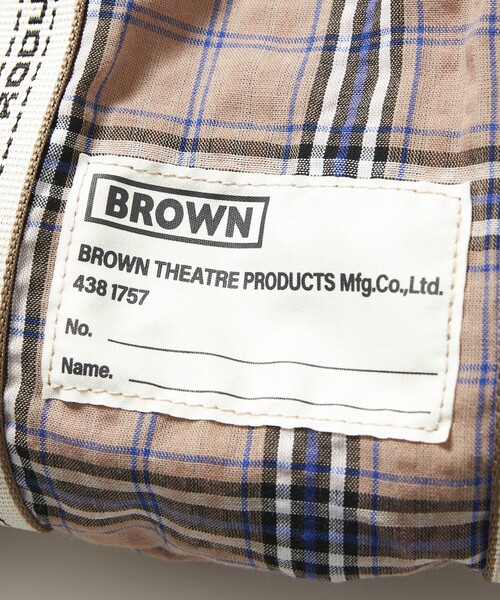 BROWN
BROWN THEATRE PRODUCTS Mfg.Co.,Ltd.
438 1757
No.
Name.